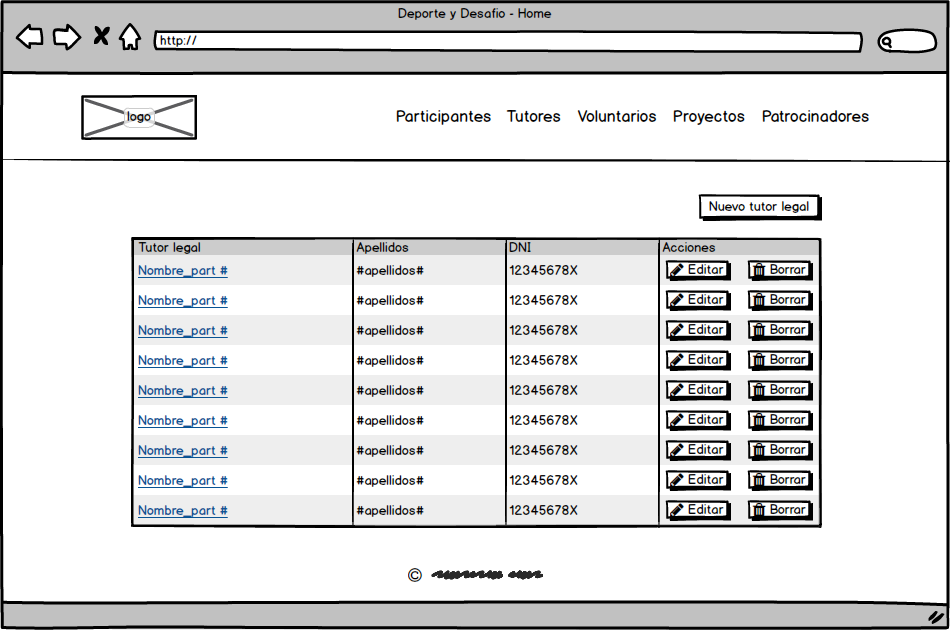 Deporte y Desafio - Home
http://
logo
Participantes Tutores Voluntarios Proyectos Patrocinadores
Nuevo tutor legal
Tutor legal Apellidos DNI Acciones
Nombre_part # #apellidos# 12345678X Editar Borrar
Nombre_part # #apellidos# 12345678X Editar Borrar
Nombre_part # #apellidos# 12345678X Editar Borrar
Nombre_part # #apellidos# 12345678X Editar Borrar
Nombre_part # #apellidos# 12345678X Editar Borrar
Nombre_part # #apellidos# 12345678X Editar Borrar
Nombre_part # #apellidos# 12345678X Editar Borrar
Nombre_part # #apellidos# 12345678X Editar Borrar
Nombre_part # #apellidos# 12345678X Editar Borrar
©